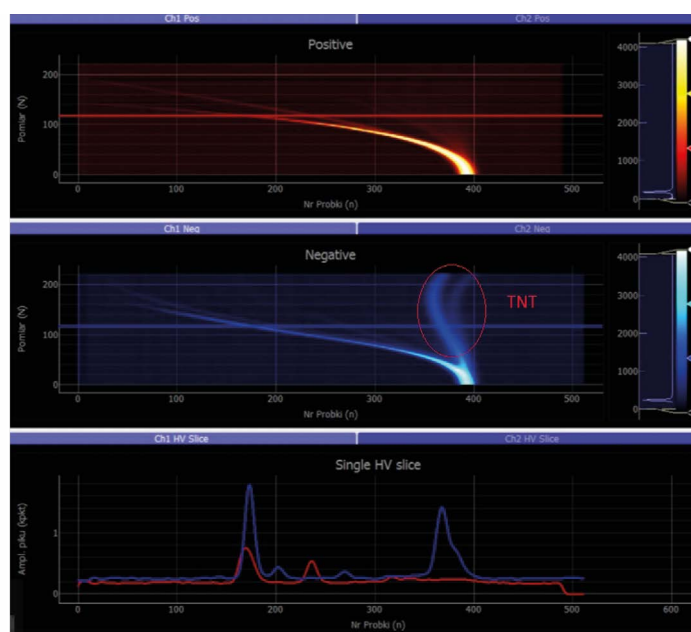 Ch1 Pos Ch2 Pos
Positive
Pomiar (N)
200
100
0
0 100 200 300 400 500
Nr Probki (n)
4000
3000
2000
1000
0
Ch1 Neg Ch2 Neg
Negative
TNT
Pomiar (N)
200
100
0
0 100 200 300 400 500
Nr Probki (n)
4000
3000
2000
1000
0
Ch1 HV Slice Ch2 HV Slice
Single HV slice
Ampl. piku (kpkt)
1
0
0 100 200 300 400 500 600
Nr Probki (n)